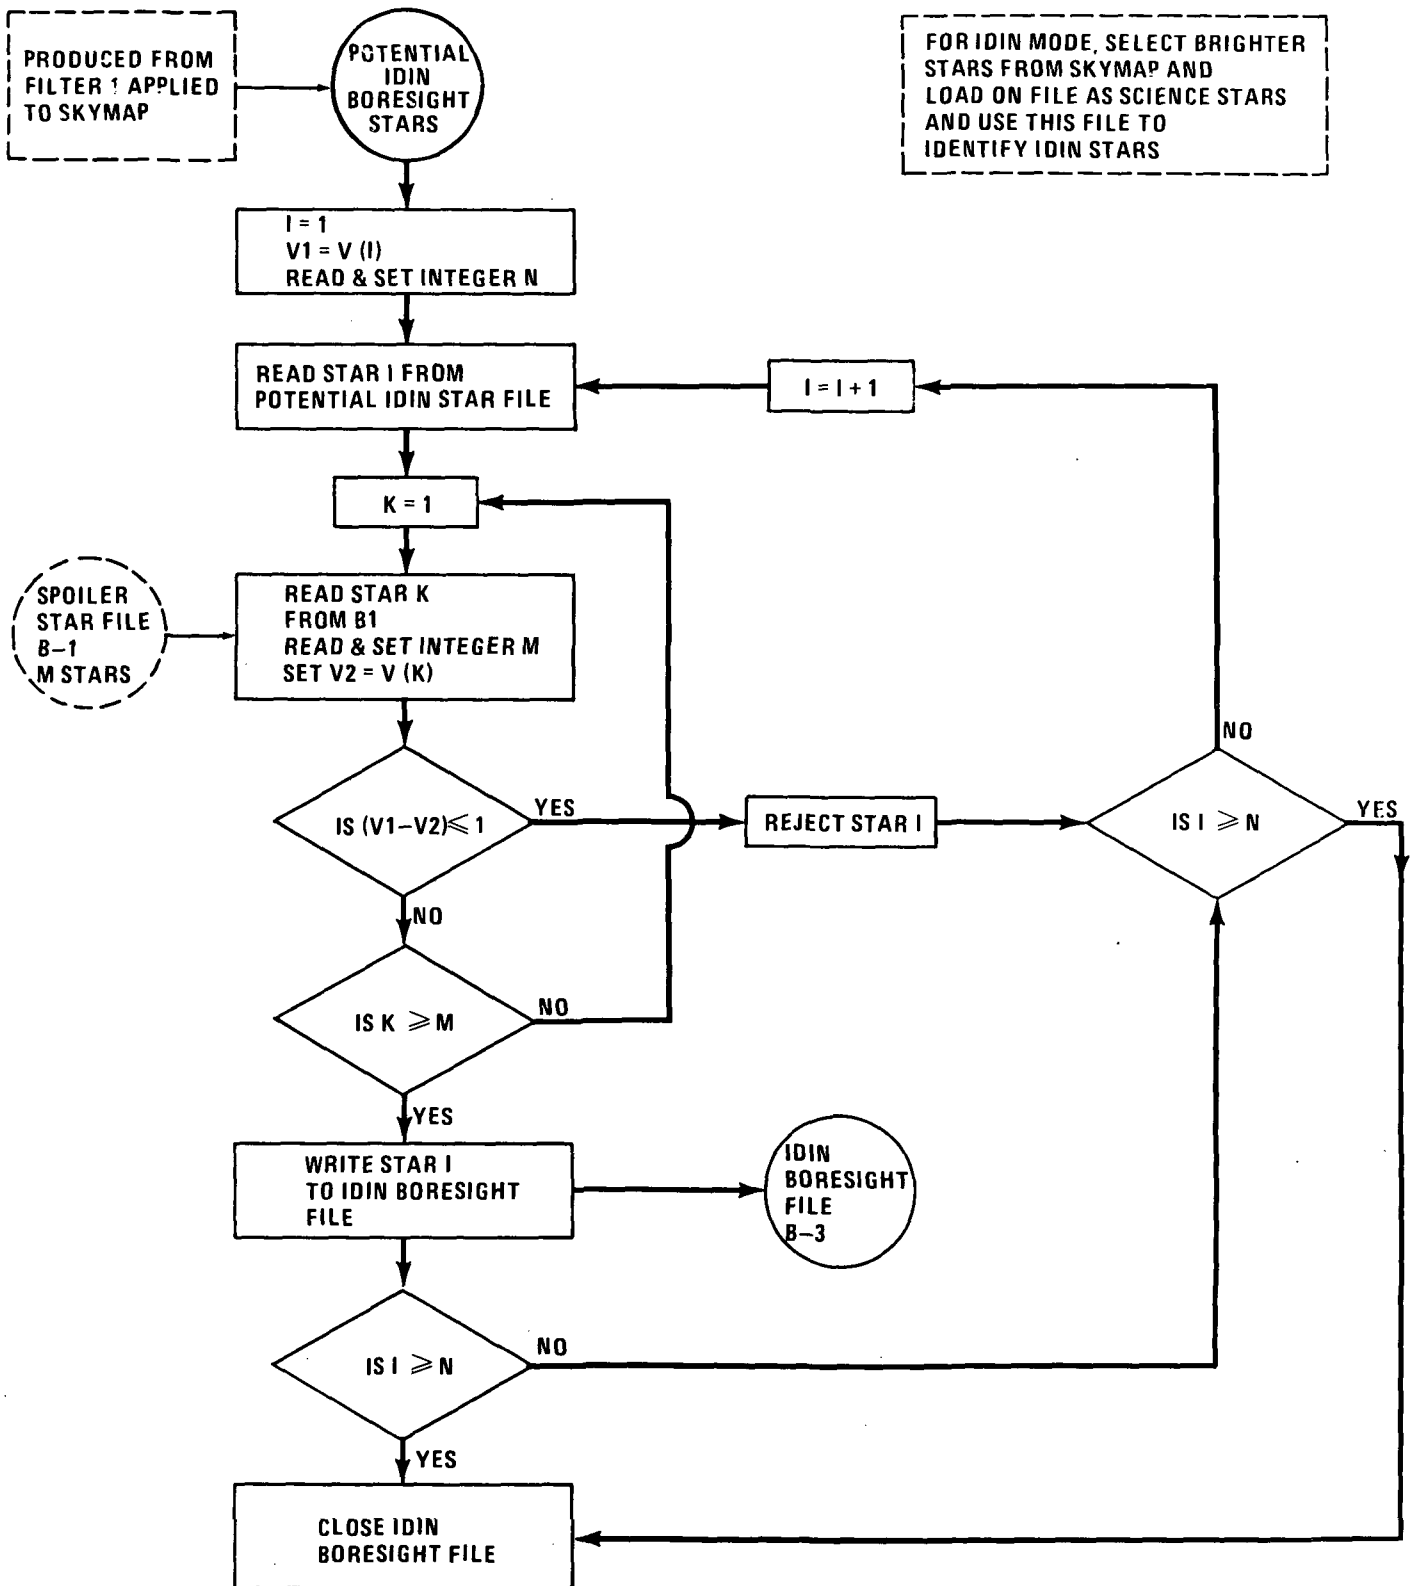 PRODUCED FROM
FILTER 1 APPLIED
TO SKYMAP
POTENTIAL
IDIN
BORESIGHT
STARS
FOR IDIN MODE, SELECT BRIGHTER
STARS FROM SKYMAP AND
LOAD ON FILE AS SCIENCE STARS
AND USE THIS FILE TO
IDENTIFY IDIN STARS
I = 1
V1 = V (I)
READ & SET INTEGER N
READ STAR I FROM
POTENTIAL IDIN STAR FILE
I = I + 1
K = 1
SPOILER
STAR FILE
B-1
M STARS
READ STAR K
FROM B1
READ & SET INTEGER M
SET V2 = V (K)
NO
IS (V1-V2) ⩽ 1
YES
REJECT STAR I
IS I ⩾ N
YES
NO
IS K ⩾ M
NO
YES
WRITE STAR I
TO IDIN BORESIGHT
FILE
IDIN
BORESIGHT
FILE
B-3
IS I ⩾ N
NO
YES
CLOSE IDIN
BORESIGHT FILE